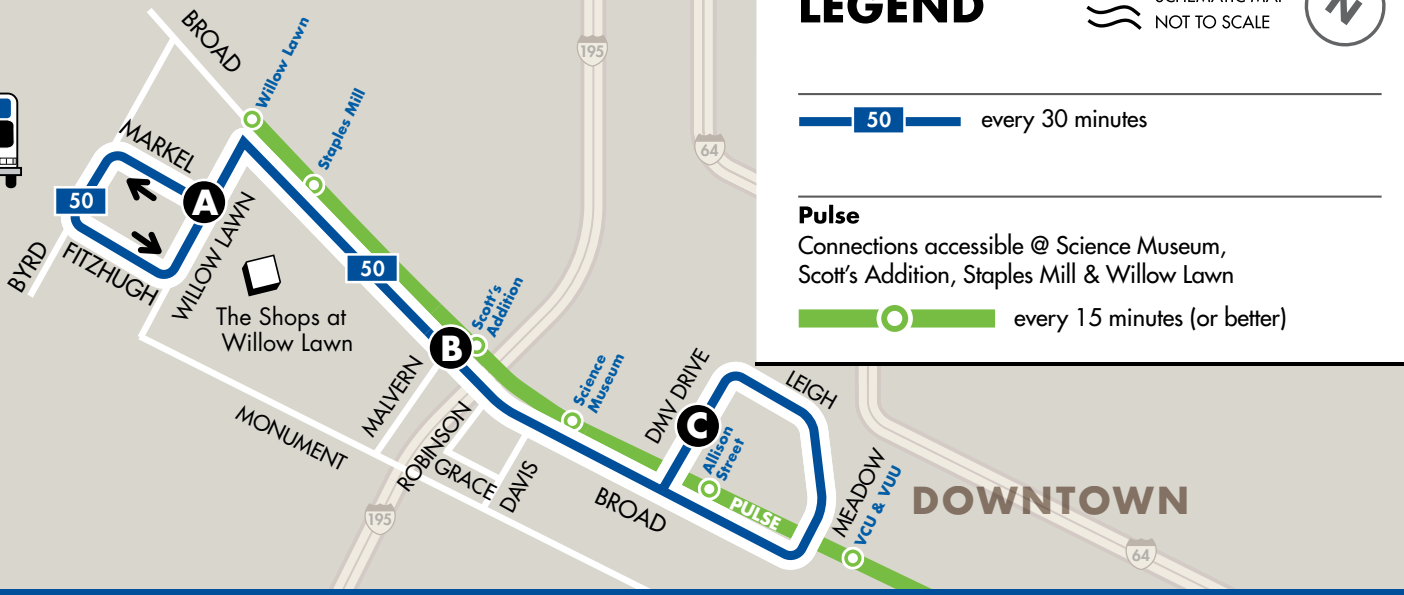 LEGEND
NOT TO SCALE
N
50
every 30 minutes
Pulse
Connections accessible @ Science Museum,
Scott's Addition, Staples Mill & Willow Lawn
every 15 minutes (or better)
BROAD
Willow Lawn
Staples Mill
195
64
MARKEL
50
A
BYRD
FITZHUGH
WILLOW LAWN
The Shops at
Willow Lawn
50
Scott's
Addition
B
MALVERN
MONUMENT
ROBINSON
GRACE
DAVIS
195
Science
Museum
DMV DRIVE
C
LEIGH
Allison
Street
BROAD
PULSE
MEADOW
VCU & VUU
DOWNTOWN
64